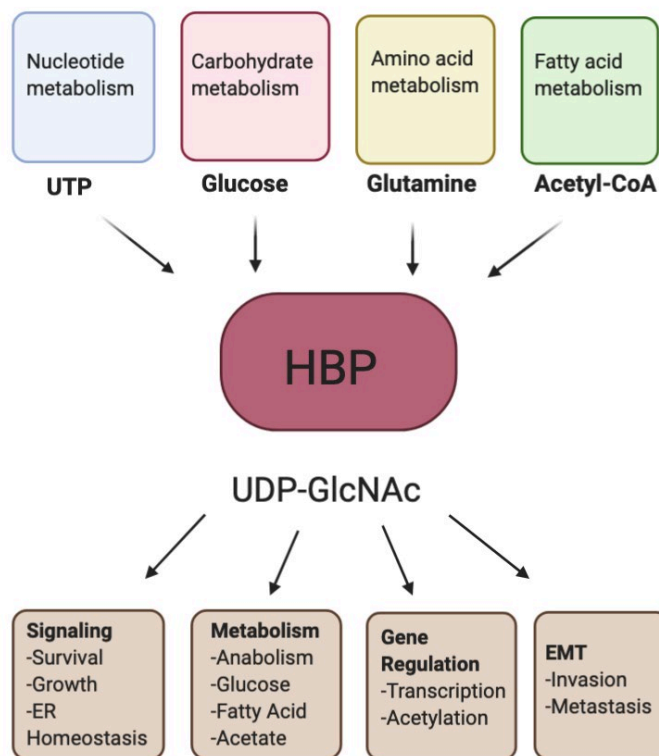 Nucleotide
metabolism
Carbohydrate
metabolism
Amino acid
metabolism
Fatty acid
metabolism
UTP
Glucose
Glutamine
Acetyl-CoA
HBP
UDP-GlcNAc
Signaling
-Survival
-Growth
-ER
Homeostasis
Metabolism
-Anabolism
-Glucose
-Fatty Acid
-Acetate
Gene
Regulation
-Transcription
-Acetylation
EMT
-Invasion
-Metastasis